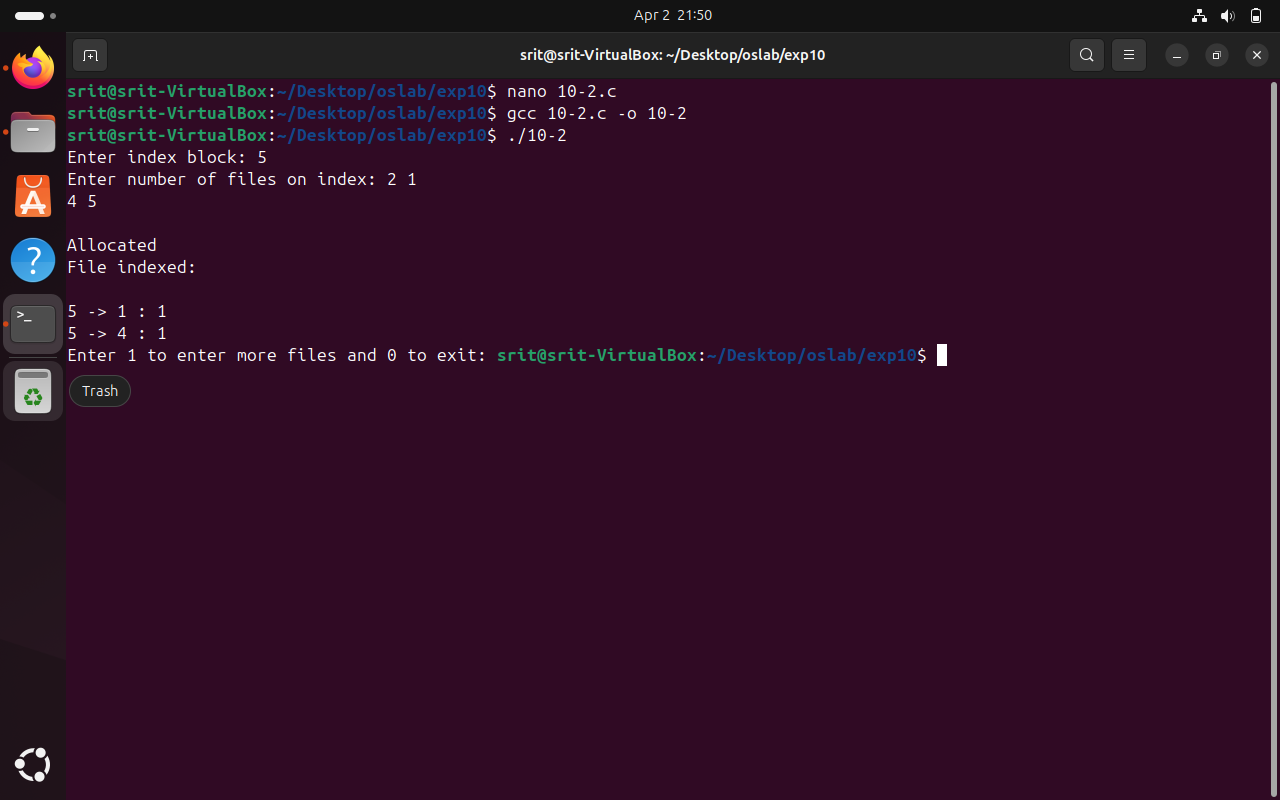 Apr 2 21:50
srit@srit-VirtualBox: ~/Desktop/oslab/exp10
srit@srit-VirtualBox:~/Desktop/oslab/exp10$ nano 10-2.c
srit@srit-VirtualBox:~/Desktop/oslab/exp10$ gcc 10-2.c -o 10-2
srit@srit-VirtualBox:~/Desktop/oslab/exp10$ ./10-2
Enter index block: 5
Enter number of files on index: 2 1
4 5
Allocated
File indexed:
5 -> 1 : 1
5 -> 4 : 1
Enter 1 to enter more files and 0 to exit: srit@srit-VirtualBox:~/Desktop/oslab/exp10$
Trash